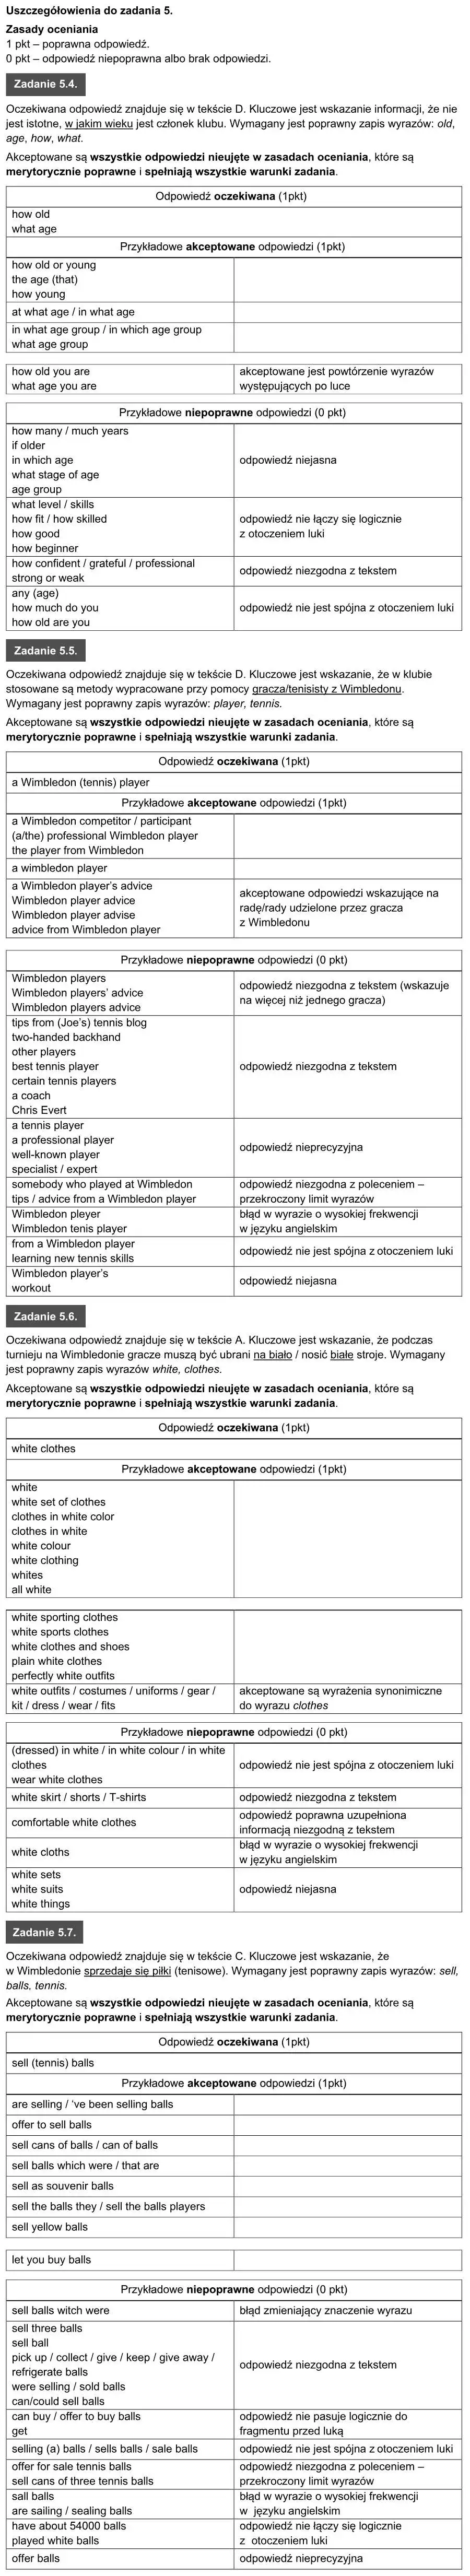 Uszczegółowienia do zadania 5.
Zasady oceniania
1 pkt – poprawna odpowiedź.
0 pkt – odpowiedź niepoprawna albo brak odpowiedzi.
Zadanie 5.4.
Oczekiwana odpowiedź znajduje się w tekście D. Kluczowe jest wskazanie informacji, że nie
jest istotne, w jakim wieku jest członek klubu. Wymagany jest poprawny zapis wyrazów: old,
age, how, what.
Akceptowane są wszystkie odpowiedzi nieujęte w zasadach oceniania, które są
merytorycznie poprawne i spełniają wszystkie warunki zadania.
Odpowiedź oczekiwana (1pkt)
how old
what age
Przykładowe akceptowane odpowiedzi (1pkt)
how old or young
the age (that)
how young
at what age / in what age
in what age group / in which age group
what age group
how old you are
what age you are
akceptowane jest powtórzenie wyrazów
występujących po luce
Przykładowe niepoprawne odpowiedzi (0 pkt)
how many / much years
if older
in which age
what stage of age
age group
odpowiedź niejasna
what level / skills
how fit / how skilled
how good
how beginner
odpowiedź nie łączy się logicznie
z otoczeniem luki
how confident / grateful / professional
strong or weak
odpowiedź niezgodna z tekstem
any (age)
how much do you
how old are you
odpowiedź nie jest spójna z otoczeniem luki
Zadanie 5.5.
Oczekiwana odpowiedź znajduje się w tekście D. Kluczowe jest wskazanie, że w klubie
stosowane są metody wypracowane przy pomocy gracza/tenisisty z Wimbledonu.
Wymagany jest poprawny zapis wyrazów: player, tennis.
Akceptowane są wszystkie odpowiedzi nieujęte w zasadach oceniania, które są
merytorycznie poprawne i spełniają wszystkie warunki zadania.
Odpowiedź oczekiwana (1pkt)
a Wimbledon (tennis) player
Przykładowe akceptowane odpowiedzi (1pkt)
a Wimbledon competitor / participant
(a/the) professional Wimbledon player
the player from Wimbledon
a wimbledon player
a Wimbledon player's advice
Wimbledon player advice
Wimbledon player advise
advice from Wimbledon player
akceptowane odpowiedzi wskazujące na
radę/rady udzielone przez gracza
z Wimbledonu
Przykładowe niepoprawne odpowiedzi (0 pkt)
Wimbledon players
Wimbledon players' advice
Wimbledon players advice
odpowiedź niezgodna z tekstem (wskazuje
na więcej niż jednego gracza)
tips from (Joe's) tennis blog
two-handed backhand
other players
best tennis player
certain tennis players
a coach
Chris Evert
odpowiedź niezgodna z tekstem
a tennis player
a professional player
well-known player
specialist / expert
odpowiedź nieprecyzyjna
somebody who played at Wimbledon
tips / advice from a Wimbledon player
odpowiedź niezgodna z poleceniem –
przekroczony limit wyrazów
Wimbledon pleyer
Wimbledon tenis player
błąd w wyrazie o wysokiej frekwencji
w języku angielskim
from a Wimbledon player
learning new tennis skills
odpowiedź nie jest spójna z otoczeniem luki
Wimbledon player's
workout
odpowiedź niejasna
Zadanie 5.6.
Oczekiwana odpowiedź znajduje się w tekście A. Kluczowe jest wskazanie, że podczas
turnieju na Wimbledonie gracze muszą być ubrani na biało / nosić białe stroje. Wymagany
jest poprawny zapis wyrazów white, clothes.
Akceptowane są wszystkie odpowiedzi nieujęte w zasadach oceniania, które są
merytorycznie poprawne i spełniają wszystkie warunki zadania.
Odpowiedź oczekiwana (1pkt)
white clothes
Przykładowe akceptowane odpowiedzi (1pkt)
white
white set of clothes
clothes in white color
clothes in white
white colour
white clothing
whites
all white
white sporting clothes
white sports clothes
white clothes and shoes
plain white clothes
perfectly white outfits
white outfits / costumes / uniforms / gear /
kit / dress / wear / fits
akceptowane są wyrażenia synonimiczne
do wyrazu clothes
Przykładowe niepoprawne odpowiedzi (0 pkt)
(dressed) in white / in white colour / in white
clothes
wear white clothes
odpowiedź nie jest spójna z otoczeniem luki
white skirt / shorts / T-shirts
odpowiedź niezgodna z tekstem
comfortable white clothes
odpowiedź poprawna uzupełniona
informacją niezgodną z tekstem
white cloths
błąd w wyrazie o wysokiej frekwencji
w języku angielskim
white sets
white suits
white things
odpowiedź niejasna
Zadanie 5.7.
Oczekiwana odpowiedź znajduje się w tekście C. Kluczowe jest wskazanie, że
w Wimbledonie sprzedaje się piłki (tenisowe). Wymagany jest poprawny zapis wyrazów: sell,
balls, tennis.
Akceptowane są wszystkie odpowiedzi nieujęte w zasadach oceniania, które są
merytorycznie poprawne i spełniają wszystkie warunki zadania.
Odpowiedź oczekiwana (1pkt)
sell (tennis) balls
Przykładowe akceptowane odpowiedzi (1pkt)
are selling / 've been selling balls
offer to sell balls
sell cans of balls / can of balls
sell balls which were / that are
sell as souvenir balls
sell the balls they / sell the balls players
sell yellow balls
let you buy balls
Przykładowe niepoprawne odpowiedzi (0 pkt)
sell balls witch were
błąd zmieniający znaczenie wyrazu
sell three balls
sell ball
pick up / collect / give / keep / give away /
refrigerate balls
were selling / sold balls
can/could sell balls
odpowiedź niezgodna z tekstem
can buy / offer to buy balls
get
odpowiedź nie pasuje logicznie do
fragmentu przed luką
selling (a) balls / sells balls / sale balls
odpowiedź nie jest spójna z otoczeniem luki
offer for sale tennis balls
sell cans of three tennis balls
odpowiedź niezgodna z poleceniem –
przekroczony limit wyrazów
sall balls
are sailing / sealing balls
błąd w wyrazie o wysokiej frekwencji
w języku angielskim
have about 54000 balls
played white balls
odpowiedź nie łączy się logicznie
z otoczeniem luki
offer balls
odpowiedź nieprecyzyjna